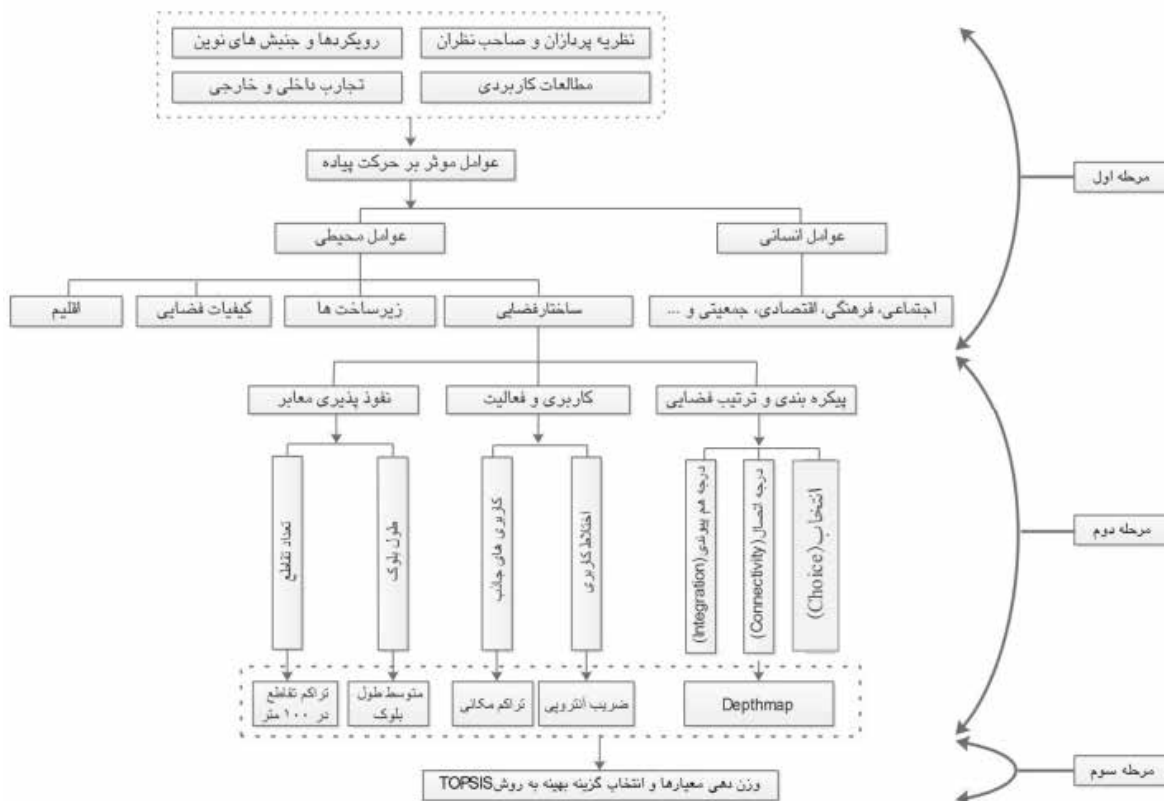 نظریه پردازان و صاحب نظران
رویکردها و جنبش های نوین
مطالعات کاربردی
تجارب داخلی و خارجی
عوامل موثر بر حرکت پیاده
مرحله اول
عوامل انسانی
عوامل محیطی
اجتماعی، فرهنگی، اقتصادی، جمعیتی و ...
ساختارفضایی
زیرساخت ها
کیفیات فضایی
اقلیم
پیکره بندی و ترتیب فضایی
کاربری و فعالیت
نفوذ پذیری معابر
انتخاب(Choice)
درجه اتصال(Connectivity)
درجه هم پیوندی(Integration)
اختلاط کاربری
کاربری های جاذب
طول بلوک
تعداد تقاطع
مرحله دوم
Depthmap
ضریب آنتروپی
تراکم مکانی
متوسط طول
بلوک
تراکم تقاطع
در ۱۰۰ متر
مرحله سوم
وزن دهی معیارها و انتخاب گزینه بهینه به روشTOPSIS